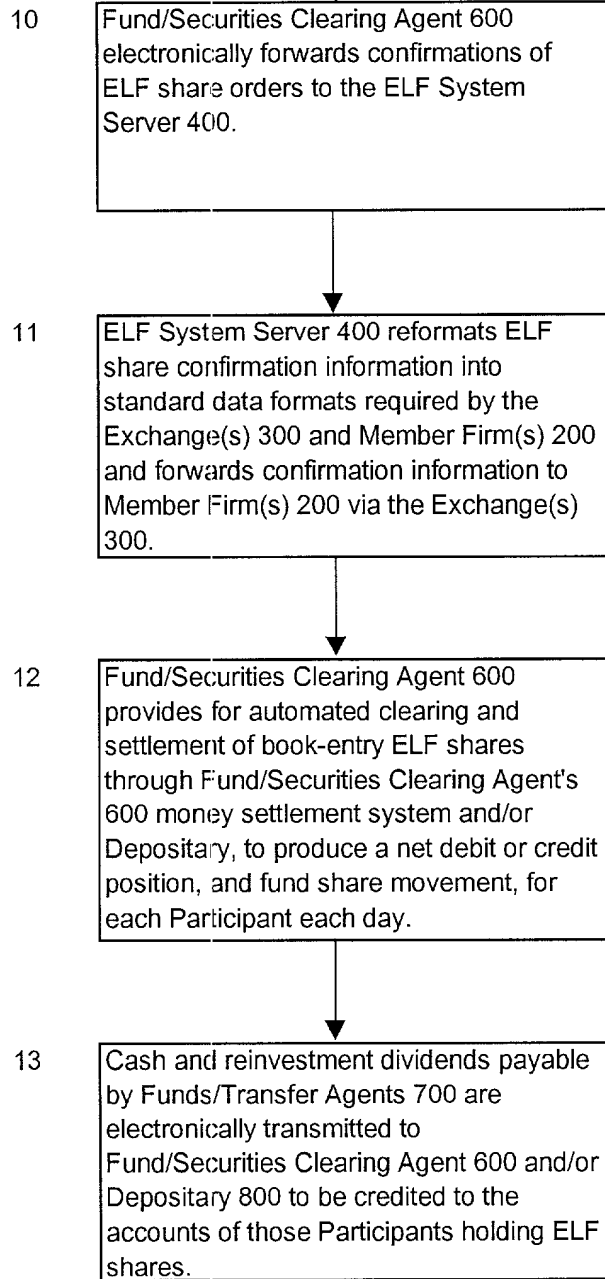 10 Fund/Securities Clearing Agent 600
electronically forwards confirmations of
ELF share orders to the ELF System
Server 400.
11 ELF System Server 400 reformats ELF
share confirmation information into
standard data formats required by the
Exchange(s) 300 and Member Firm(s) 200
and forwards confirmation information to
Member Firm(s) 200 via the Exchange(s)
300.
12 Fund/Securities Clearing Agent 600
provides for automated clearing and
settlement of book-entry ELF shares
through Fund/Securities Clearing Agent's
600 money settlement system and/or
Depositary, to produce a net debit or credit
position, and fund share movement, for
each Participant each day.
13 Cash and reinvestment dividends payable
by Funds/Transfer Agents 700 are
electronically transmitted to
Fund/Securities Clearing Agent 600 and/or
Depositary 800 to be credited to the
accounts of those Participants holding ELF
shares.